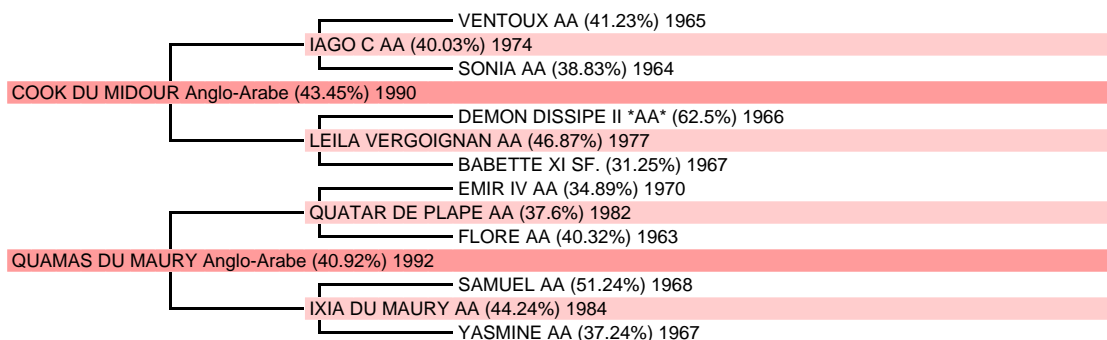 VENTOUX AA (41.23%) 1965
IAGO C AA (40.03%) 1974
SONIA AA (38.83%) 1964
COOK DU MIDOUR Anglo-Arabe (43.45%) 1990
DEMON DISSIPE II *AA* (62.5%) 1966
LEILA VERGOIGNAN AA (46.87%) 1977
BABETTE XI SF. (31.25%) 1967
EMIR IV AA (34.89%) 1970
QUATAR DE PLAPE AA (37.6%) 1982
FLORE AA (40.32%) 1963
QUAMAS DU MAURY Anglo-Arabe (40.92%) 1992
SAMUEL AA (51.24%) 1968
IXIA DU MAURY AA (44.24%) 1984
YASMINE AA (37.24%) 1967